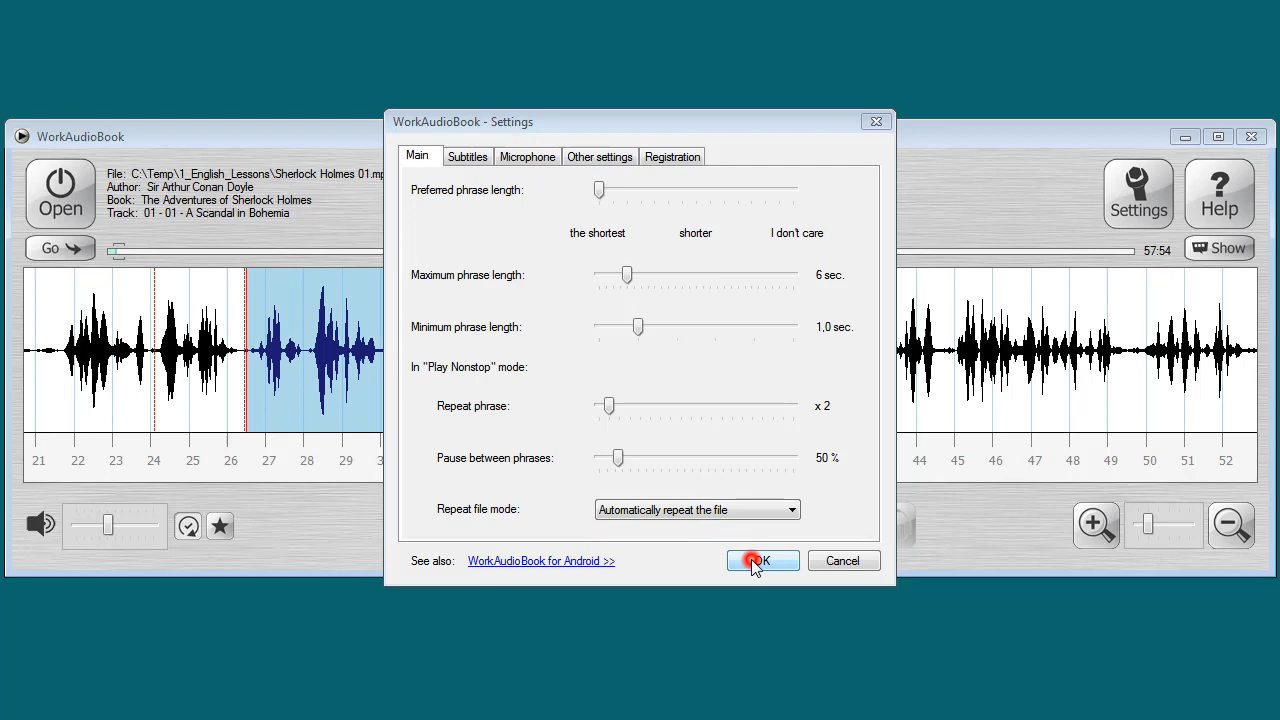 WorkAudioBook
Open
File: C:\Temp\1_English_Lessons\Sherlock Holmes 01.mp
Author: Sir Arthur Conan Doyle
Book: The Adventures of Sherlock Holmes
Track: 01 - 01 - A Scandal in Bohemia
Settings
Help
Go
57:54
Show
21 22 23 24 25 26 27 28 29 3
44 45 46 47 48 49 50 51 52
WorkAudioBook - Settings
Main Subtitles Microphone Other settings Registration
Preferred phrase length:
the shortest shorter I don't care
Maximum phrase length: 6 sec.
Minimum phrase length: 1,0 sec.
In "Play Nonstop" mode:
Repeat phrase: x 2
Pause between phrases: 50 %
Repeat file mode: Automatically repeat the file
See also: WorkAudioBook for Android >>
OK Cancel